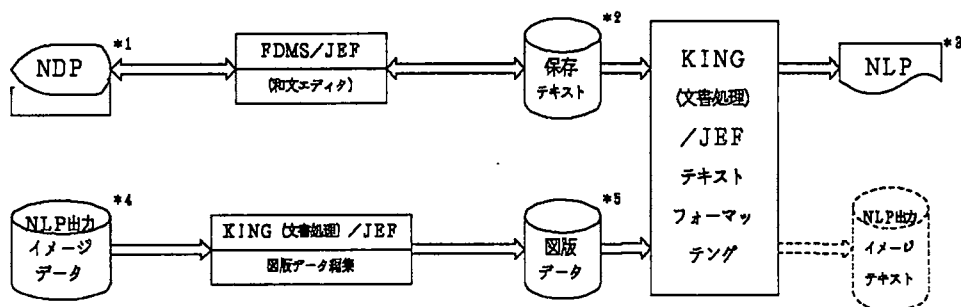 *1
NDP
FDMS/JEF
(和文エディタ)
*2
保存
テキスト
KING
(文書処理)
/JEF
テキスト
フォーマッ
テング
*3
NLP
*4
NLP出力
イメージ
データ
KING (文書処理) /JEF
図版データ編集
*5
図版
データ
NLP出力
イメージ
テキスト